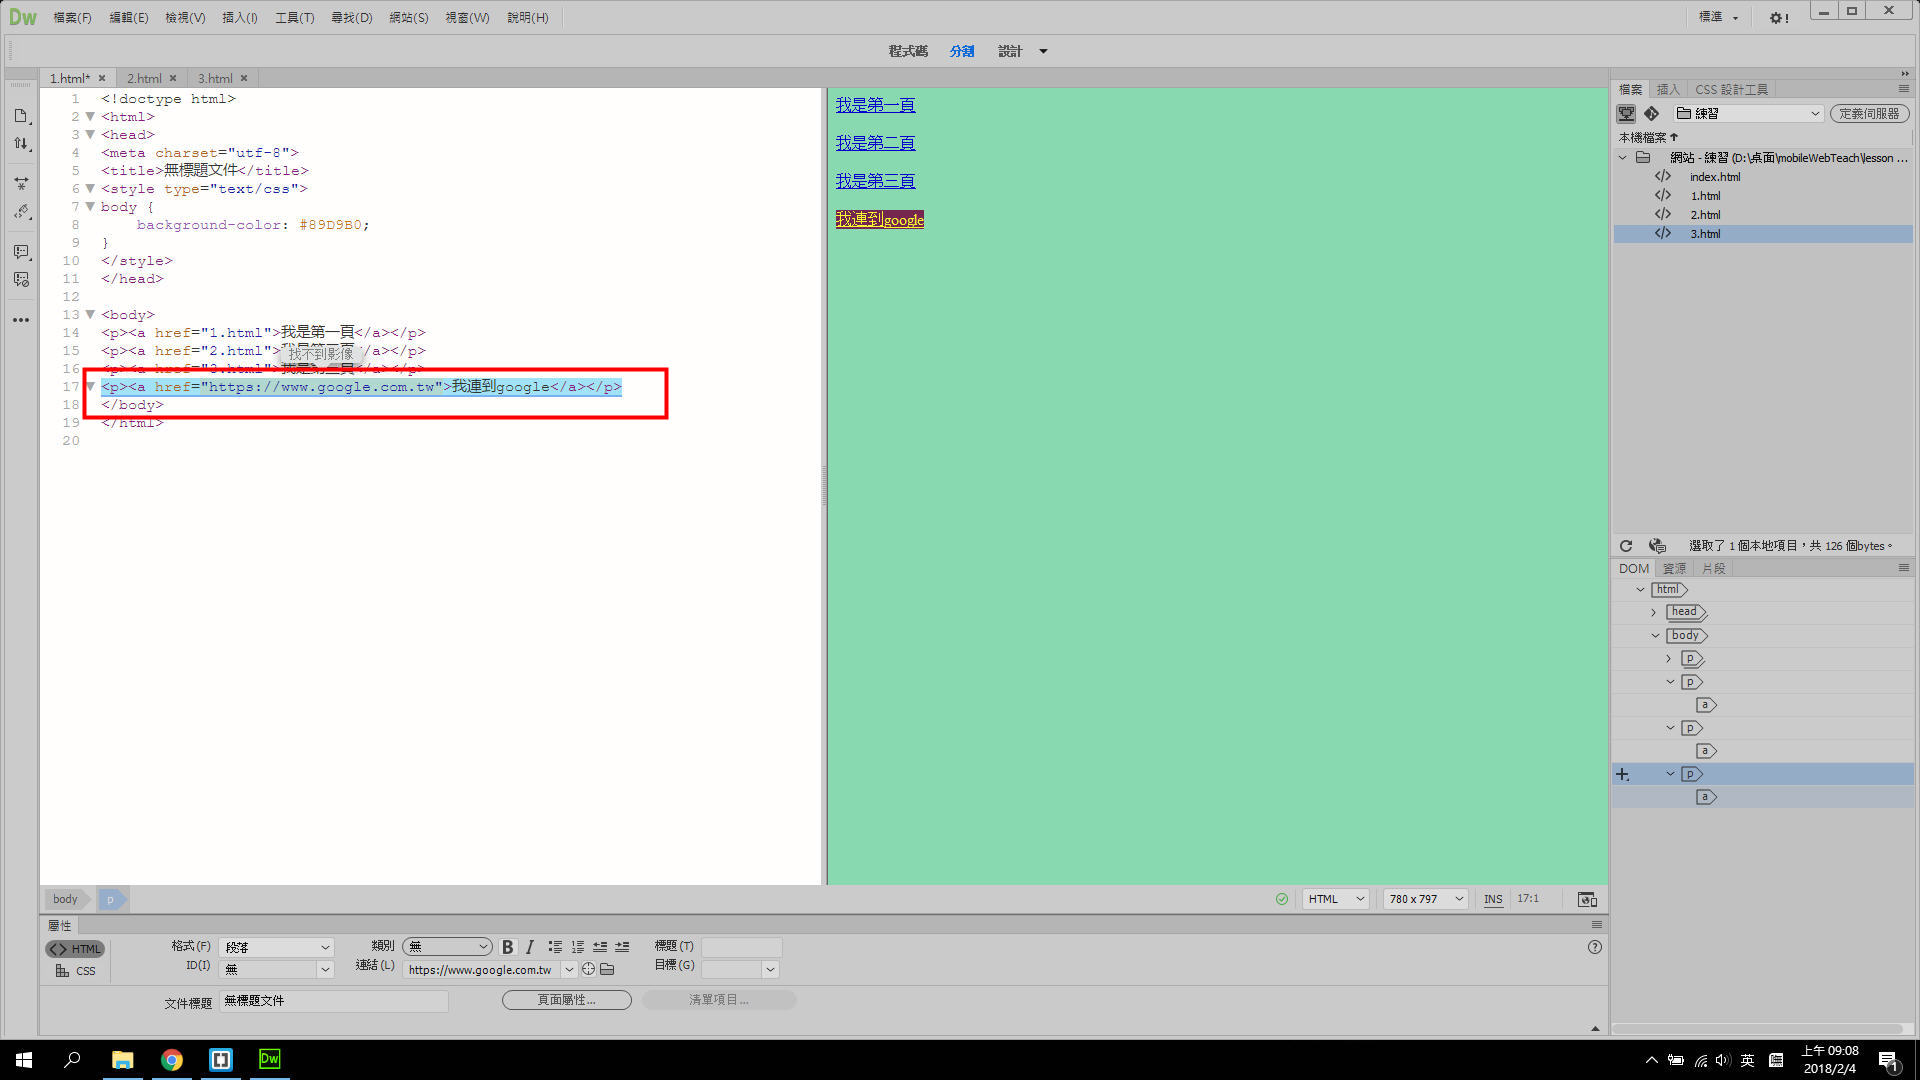 Dw 檔案(F) 編輯(E) 檢視(V) 插入(I) 工具(T) 尋找(D) 網站(S) 視窗(W) 說明(H) 標準
程式碼 分割 設計
1.html* 2.html 3.html
1 <!doctype html>
2 <html>
3 <head>
4 <meta charset="utf-8">
5 <title>無標題文件</title>
6 <style type="text/css">
7 body {
8 background-color: #89D9B0;
9 }
10 </style>
11 </head>
12
13 <body>
14 <p><a href="1.html">我是第一頁</a></p>
15 <p><a href="2.html">我是第二頁</a></p>
找不到影像
16 <p><a href="3.html">我是第三頁</a></p>
17 <p><a href="https://www.google.com.tw">我連到google</a></p>
18 </body>
19 </html>
20
我是第一頁
我是第二頁
我是第三頁
我連到google
檔案 插入 CSS 設計工具
練習 定義伺服器
本機檔案
網站 - 練習 (D:\桌面\mobileWebTeach\lesson ...
index.html
1.html
2.html
3.html
選取了 1 個本地項目，共 126 個bytes。
DOM 資源 片段
html
head
body
p
p
a
p
a
p
a
body p HTML 780 x 797 INS 17:1
屬性
HTML 格式(F) 段落 類別 無 B I 標題(T)
CSS ID(I) 無 連結(L) https://www.google.com.tw 目標(G)
文件標題 無標題文件 頁面屬性... 清單項目...
Dw 英 上午 09:08
2018/2/4 1